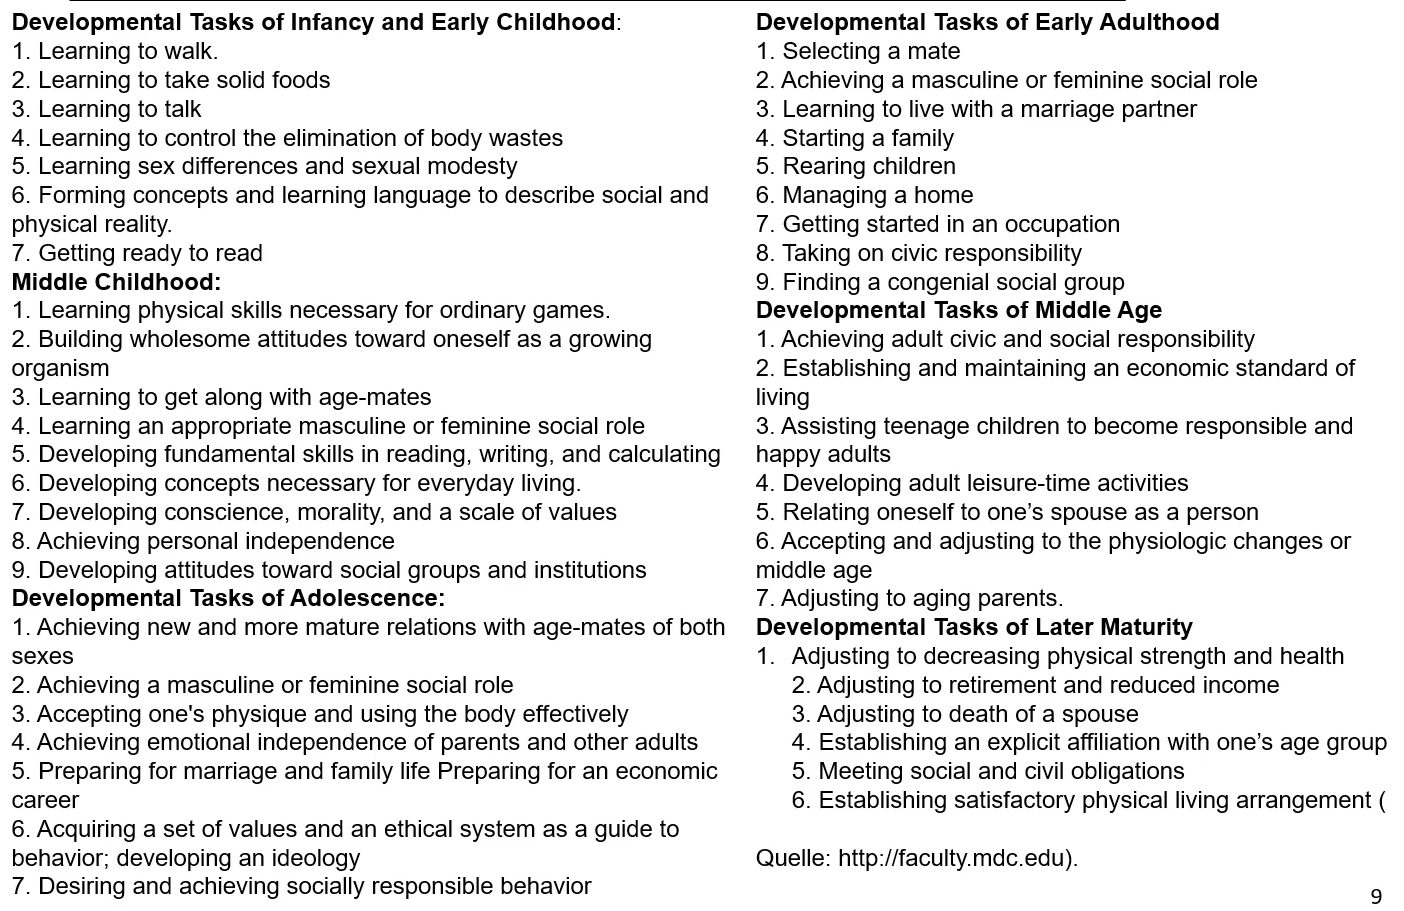 Developmental Tasks of Infancy and Early Childhood:
1. Learning to walk.
2. Learning to take solid foods
3. Learning to talk
4. Learning to control the elimination of body wastes
5. Learning sex differences and sexual modesty
6. Forming concepts and learning language to describe social and
physical reality.
7. Getting ready to read
Middle Childhood:
1. Learning physical skills necessary for ordinary games.
2. Building wholesome attitudes toward oneself as a growing
organism
3. Learning to get along with age-mates
4. Learning an appropriate masculine or feminine social role
5. Developing fundamental skills in reading, writing, and calculating
6. Developing concepts necessary for everyday living.
7. Developing conscience, morality, and a scale of values
8. Achieving personal independence
9. Developing attitudes toward social groups and institutions
Developmental Tasks of Adolescence:
1. Achieving new and more mature relations with age-mates of both
sexes
2. Achieving a masculine or feminine social role
3. Accepting one's physique and using the body effectively
4. Achieving emotional independence of parents and other adults
5. Preparing for marriage and family life Preparing for an economic
career
6. Acquiring a set of values and an ethical system as a guide to
behavior; developing an ideology
7. Desiring and achieving socially responsible behavior
Developmental Tasks of Early Adulthood
1. Selecting a mate
2. Achieving a masculine or feminine social role
3. Learning to live with a marriage partner
4. Starting a family
5. Rearing children
6. Managing a home
7. Getting started in an occupation
8. Taking on civic responsibility
9. Finding a congenial social group
Developmental Tasks of Middle Age
1. Achieving adult civic and social responsibility
2. Establishing and maintaining an economic standard of
living
3. Assisting teenage children to become responsible and
happy adults
4. Developing adult leisure-time activities
5. Relating oneself to one’s spouse as a person
6. Accepting and adjusting to the physiologic changes or
middle age
7. Adjusting to aging parents.
Developmental Tasks of Later Maturity
1. Adjusting to decreasing physical strength and health
2. Adjusting to retirement and reduced income
3. Adjusting to death of a spouse
4. Establishing an explicit affiliation with one’s age group
5. Meeting social and civil obligations
6. Establishing satisfactory physical living arrangement (
Quelle: http://faculty.mdc.edu).
9